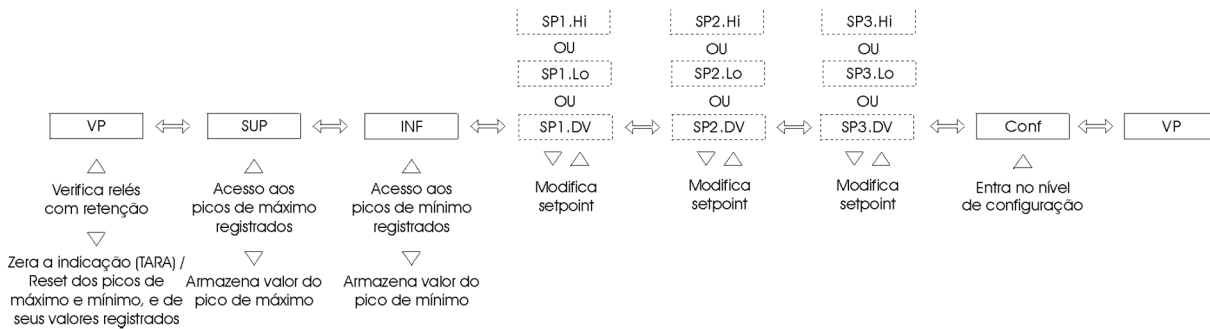 SP1.Hi
SP2.Hi
SP3.Hi
OU
OU
OU
SP1.Lo
SP2.Lo
SP3.Lo
OU
OU
OU
VP
SUP
INF
SP1.DV
SP2.DV
SP3.DV
Conf
VP
Verifica relés
com retenção
Acesso aos
picos de máximo
registrados
Acesso aos
picos de mínimo
registrados
Modifica
setpoint
Modifica
setpoint
Modifica
setpoint
Entra no nível
de configuração
Zera a indicação (TARA) /
Reset dos picos de
máximo e mínimo, e de
seus valores registrados
Armazena valor do
pico de máximo
Armazena valor do
pico de mínimo